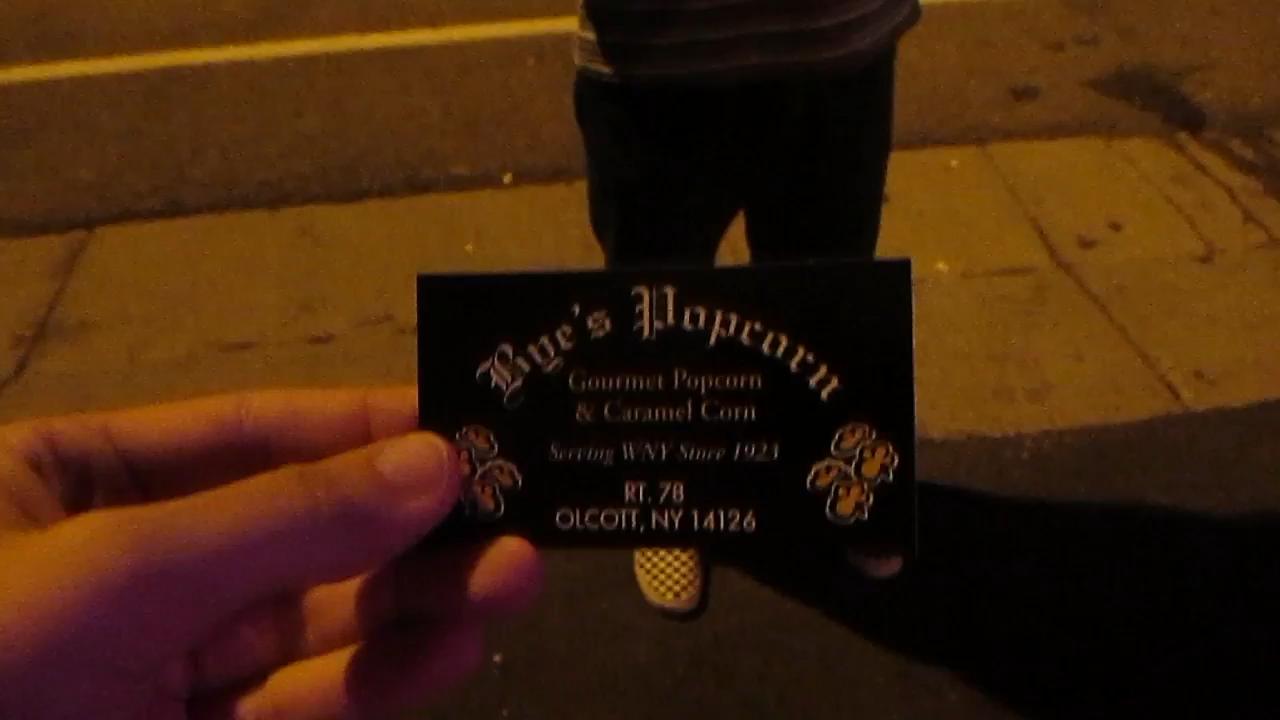 Bye's Popcorn
Gourmet Popcorn
& Caramel Corn
Serving WNY Since 1923
RT. 78
OLCOTT, NY 14126